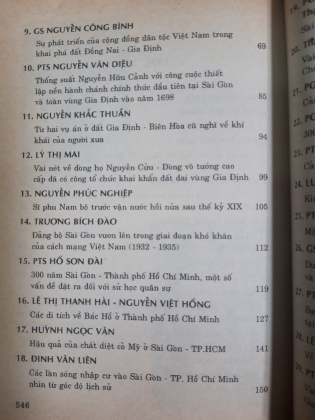 9. GS NGUYỄN CÔNG BÌNH
Sự phát triển của cộng đồng dân tộc Việt Nam trong
khai phá đất Đồng Nai - Gia Định 69
10. PTS NGUYỄN VĂN DIỆU
Thống suất Nguyễn Hữu Cảnh với công cuộc thiết
lập nền hành chánh chính thức đầu tiên tại Sài Gòn
và toàn vùng Gia Định vào năm 1698 85
11. NGUYỄN KHẮC THUẦN
Từ hai vụ án ở đất Gia Định - Biên Hòa cũ nghĩ về khí
khái của người xưa 94
12. LÝ THỊ MAI
Vài nét về dòng họ Nguyễn Cửu - Dòng võ tướng cao
cấp đã có công tổ chức khai khẩn đất đai vùng Gia Định 99
13. NGUYỄN PHÚC NGHIỆP
Sĩ phu Nam bộ trước vận nước hồi nửa sau thế kỷ XIX 105
14. TRƯƠNG BÍCH ĐÀO
Đảng bộ Sài Gòn vươn lên trong giai đoạn khó khăn
của cách mạng Việt Nam (1932 - 1935) 112
15. PTS HỒ SƠN ĐÀI
300 năm Sài Gòn - Thành phố Hồ Chí Minh, một số
vấn đề đặt ra đối với sử học quân sự 119
16. LÊ THỊ THANH HẢI - NGUYỄN VIỆT HỒNG
Các di tích về Bác Hồ ở Thành phố Hồ Chí Minh 127
17. HUỲNH NGỌC VÂN
Hậu quả của chất diệt cỏ Mỹ ở Sài Gòn - TP.HCM 141
18. ĐINH VĂN LIÊN
Các làn sóng nhập cư vào Sài Gòn - TP. Hồ Chí Minh
nhìn từ góc độ lịch sử 150
546